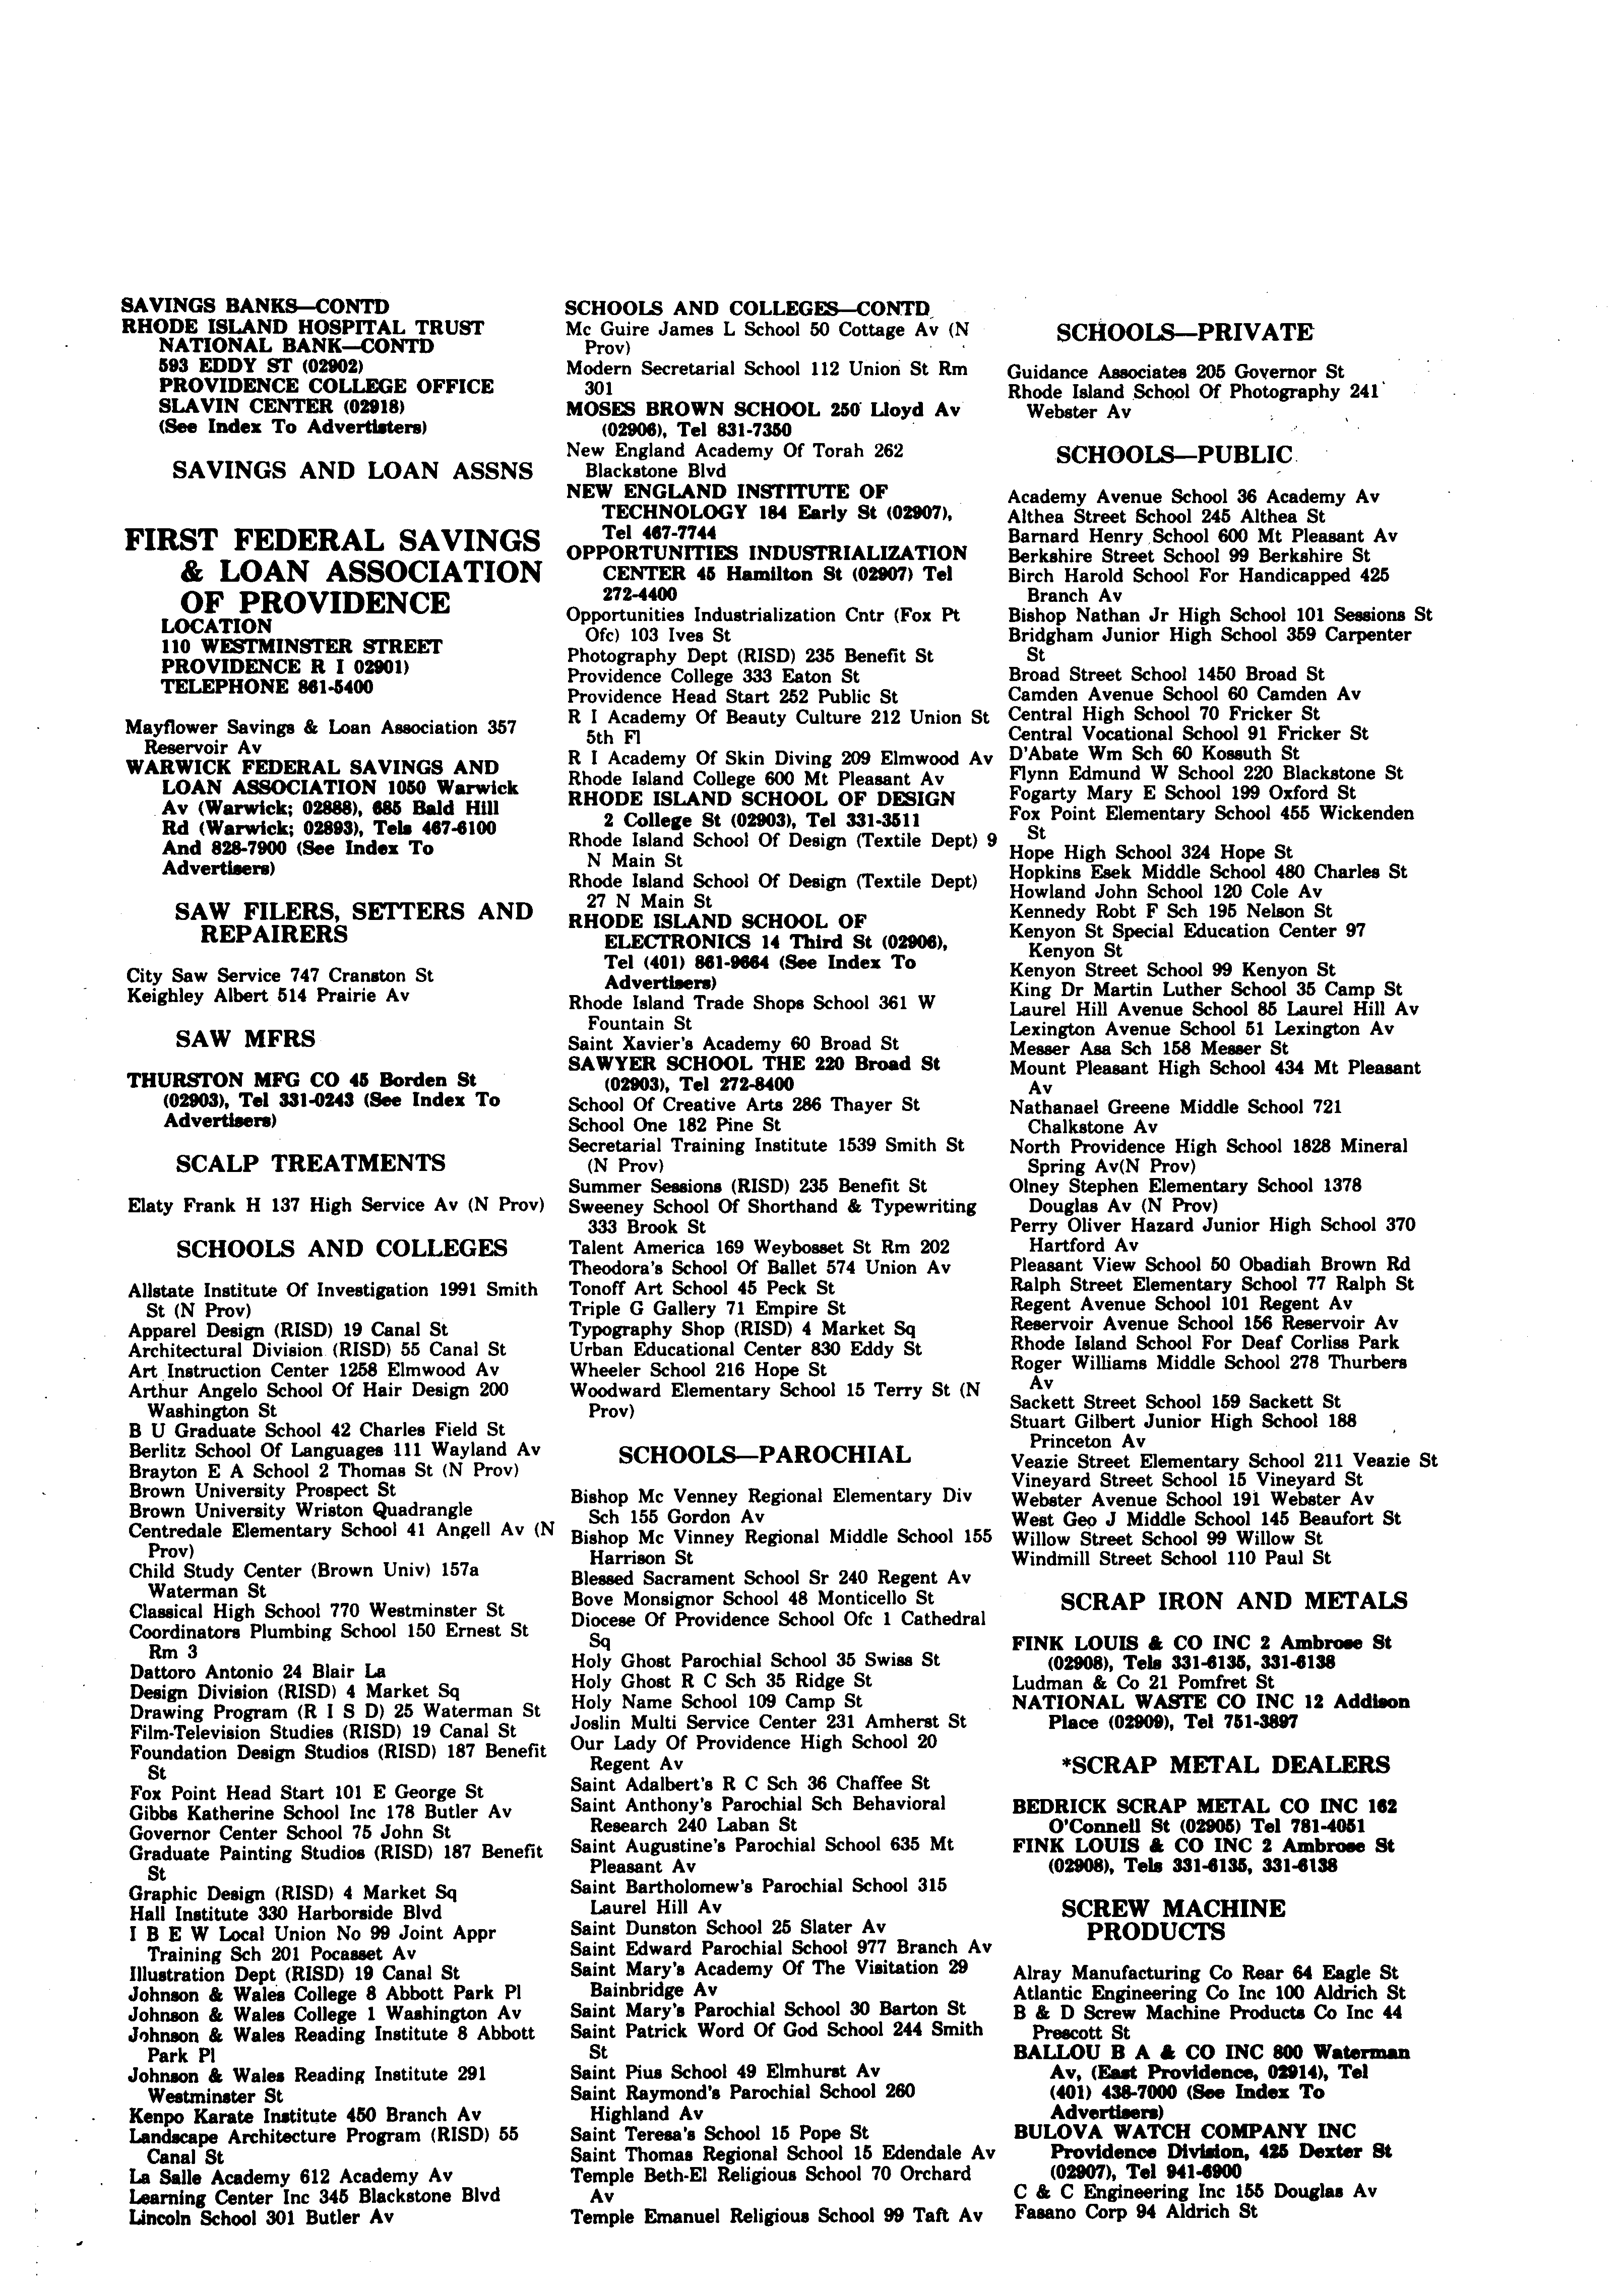 SAVINGS BANKS—CONTD
RHODE ISLAND HOSPITAL TRUST
NATIONAL BANK—CONTD
593 EDDY ST (02902)
PROVIDENCE COLLEGE OFFICE
SLAVIN CENTER (02918)
(See Index To Advertisters)
SAVINGS AND LOAN ASSNS
FIRST FEDERAL SAVINGS
& LOAN ASSOCIATION
OF PROVIDENCE
LOCATION
110 WESTMINSTER STREET
PROVIDENCE R I 02901)
TELEPHONE 861-5400
Mayflower Savings & Loan Association 357
Reservoir Av
WARWICK FEDERAL SAVINGS AND
LOAN ASSOCIATION 1050 Warwick
Av (Warwick; 02888), 685 Bald Hill
Rd (Warwick; 02893), Tels 467-6100
And 828-7900 (See Index To
Advertisers)
SAW FILERS, SETTERS AND
REPAIRERS
City Saw Service 747 Cranston St
Keighley Albert 514 Prairie Av
SAW MFRS
THURSTON MFG CO 45 Borden St
(02903), Tel 331-0243 (See Index To
Advertisers)
SCALP TREATMENTS
Elaty Frank H 137 High Service Av (N Prov)
SCHOOLS AND COLLEGES
Allstate Institute Of Investigation 1991 Smith
St (N Prov)
Apparel Design (RISD) 19 Canal St
Architectural Division (RISD) 55 Canal St
Art Instruction Center 1258 Elmwood Av
Arthur Angelo School Of Hair Design 200
Washington St
B U Graduate School 42 Charles Field St
Berlitz School Of Languages 111 Wayland Av
Brayton E A School 2 Thomas St (N Prov)
Brown University Prospect St
Brown University Wriston Quadrangle
Centredale Elementary School 41 Angell Av (N
Prov)
Child Study Center (Brown Univ) 157a
Waterman St
Classical High School 770 Westminster St
Coordinators Plumbing School 150 Ernest St
Rm 3
Dattoro Antonio 24 Blair La
Design Division (RISD) 4 Market Sq
Drawing Program (R I S D) 25 Waterman St
Film-Television Studies (RISD) 19 Canal St
Foundation Design Studios (RISD) 187 Benefit
St
Fox Point Head Start 101 E George St
Gibbs Katherine School Inc 178 Butler Av
Governor Center School 75 John St
Graduate Painting Studios (RISD) 187 Benefit
St
Graphic Design (RISD) 4 Market Sq
Hall Institute 330 Harborside Blvd
I B E W Local Union No 99 Joint Appr
Training Sch 201 Pocasset Av
Illustration Dept (RISD) 19 Canal St
Johnson & Wales College 8 Abbott Park Pl
Johnson & Wales College 1 Washington Av
Johnson & Wales Reading Institute 8 Abbott
Park Pl
Johnson & Wales Reading Institute 291
Westminster St
Kenpo Karate Institute 450 Branch Av
Landscape Architecture Program (RISD) 55
Canal St
La Salle Academy 612 Academy Av
Learning Center Inc 345 Blackstone Blvd
Lincoln School 301 Butler Av
SCHOOLS AND COLLEGES—CONTD
Mc Guire James L School 50 Cottage Av (N
Prov)
Modern Secretarial School 112 Union St Rm
301
MOSES BROWN SCHOOL 250 Lloyd Av
(02906), Tel 831-7350
New England Academy Of Torah 262
Blackstone Blvd
NEW ENGLAND INSTITUTE OF
TECHNOLOGY 184 Early St (02907),
Tel 467-7744
OPPORTUNITIES INDUSTRIALIZATION
CENTER 45 Hamilton St (02907) Tel
272-4400
Opportunities Industrialization Cntr (Fox Pt
Ofc) 103 Ives St
Photography Dept (RISD) 235 Benefit St
Providence College 333 Eaton St
Providence Head Start 252 Public St
R I Academy Of Beauty Culture 212 Union St
5th Fl
R I Academy Of Skin Diving 209 Elmwood Av
Rhode Island College 600 Mt Pleasant Av
RHODE ISLAND SCHOOL OF DESIGN
2 College St (02903), Tel 331-3511
Rhode Island School Of Design (Textile Dept) 9
N Main St
Rhode Island School Of Design (Textile Dept)
27 N Main St
RHODE ISLAND SCHOOL OF
ELECTRONICS 14 Third St (02906),
Tel (401) 861-9664 (See Index To
Advertisers)
Rhode Island Trade Shops School 361 W
Fountain St
Saint Xavier's Academy 60 Broad St
SAWYER SCHOOL THE 220 Broad St
(02903), Tel 272-8400
School Of Creative Arts 286 Thayer St
School One 182 Pine St
Secretarial Training Institute 1539 Smith St
(N Prov)
Summer Sessions (RISD) 235 Benefit St
Sweeney School Of Shorthand & Typewriting
333 Brook St
Talent America 169 Weybosset St Rm 202
Theodora's School Of Ballet 574 Union Av
Tonoff Art School 45 Peck St
Triple G Gallery 71 Empire St
Typography Shop (RISD) 4 Market Sq
Urban Educational Center 830 Eddy St
Wheeler School 216 Hope St
Woodward Elementary School 15 Terry St (N
Prov)
SCHOOLS—PAROCHIAL
Bishop Mc Venney Regional Elementary Div
Sch 155 Gordon Av
Bishop Mc Vinney Regional Middle School 155
Harrison St
Blessed Sacrament School Sr 240 Regent Av
Bove Monsignor School 48 Monticello St
Diocese Of Providence School Ofc 1 Cathedral
Sq
Holy Ghost Parochial School 35 Swiss St
Holy Ghost R C Sch 35 Ridge St
Holy Name School 109 Camp St
Joslin Multi Service Center 231 Amherst St
Our Lady Of Providence High School 20
Regent Av
Saint Adalbert's R C Sch 36 Chaffee St
Saint Anthony's Parochial Sch Behavioral
Research 240 Laban St
Saint Augustine's Parochial School 635 Mt
Pleasant Av
Saint Bartholomew's Parochial School 315
Laurel Hill Av
Saint Dunston School 25 Slater Av
Saint Edward Parochial School 977 Branch Av
Saint Mary's Academy Of The Visitation 29
Bainbridge Av
Saint Mary's Parochial School 30 Barton St
Saint Patrick Word Of God School 244 Smith
St
Saint Pius School 49 Elmhurst Av
Saint Raymond's Parochial School 260
Highland Av
Saint Teresa's School 15 Pope St
Saint Thomas Regional School 15 Edendale Av
Temple Beth-El Religious School 70 Orchard
Av
Temple Emanuel Religious School 99 Taft Av
SCHOOLS—PRIVATE
Guidance Associates 205 Governor St
Rhode Island School Of Photography 241
Webster Av
SCHOOLS—PUBLIC
Academy Avenue School 36 Academy Av
Althea Street School 245 Althea St
Barnard Henry School 600 Mt Pleasant Av
Berkshire Street School 99 Berkshire St
Birch Harold School For Handicapped 425
Branch Av
Bishop Nathan Jr High School 101 Sessions St
Bridgham Junior High School 359 Carpenter
St
Broad Street School 1450 Broad St
Camden Avenue School 60 Camden Av
Central High School 70 Fricker St
Central Vocational School 91 Fricker St
D'Abate Wm Sch 60 Kossuth St
Flynn Edmund W School 220 Blackstone St
Fogarty Mary E School 199 Oxford St
Fox Point Elementary School 455 Wickenden
St
Hope High School 324 Hope St
Hopkins Esek Middle School 480 Charles St
Howland John School 120 Cole Av
Kennedy Robt F Sch 195 Nelson St
Kenyon St Special Education Center 97
Kenyon St
Kenyon Street School 99 Kenyon St
King Dr Martin Luther School 35 Camp St
Laurel Hill Avenue School 85 Laurel Hill Av
Lexington Avenue School 51 Lexington Av
Messer Asa Sch 158 Messer St
Mount Pleasant High School 434 Mt Pleasant
Av
Nathanael Greene Middle School 721
Chalkstone Av
North Providence High School 1828 Mineral
Spring Av(N Prov)
Olney Stephen Elementary School 1378
Douglas Av (N Prov)
Perry Oliver Hazard Junior High School 370
Hartford Av
Pleasant View School 50 Obadiah Brown Rd
Ralph Street Elementary School 77 Ralph St
Regent Avenue School 101 Regent Av
Reservoir Avenue School 156 Reservoir Av
Rhode Island School For Deaf Corliss Park
Roger Williams Middle School 278 Thurbers
Av
Sackett Street School 159 Sackett St
Stuart Gilbert Junior High School 188
Princeton Av
Veazie Street Elementary School 211 Veazie St
Vineyard Street School 15 Vineyard St
Webster Avenue School 191 Webster Av
West Geo J Middle School 145 Beaufort St
Willow Street School 99 Willow St
Windmill Street School 110 Paul St
SCRAP IRON AND METALS
FINK LOUIS & CO INC 2 Ambrose St
(02908), Tels 331-6135, 331-6138
Ludman & Co 21 Pomfret St
NATIONAL WASTE CO INC 12 Addison
Place (02909), Tel 751-3897
*SCRAP METAL DEALERS
BEDRICK SCRAP METAL CO INC 162
O'Connell St (02905) Tel 781-4051
FINK LOUIS & CO INC 2 Ambrose St
(02908), Tels 331-6135, 331-6138
SCREW MACHINE
PRODUCTS
Alray Manufacturing Co Rear 64 Eagle St
Atlantic Engineering Co Inc 100 Aldrich St
B & D Screw Machine Products Co Inc 44
Prescott St
BALLOU B A & CO INC 800 Waterman
Av, (East Providence, 02914), Tel
(401) 438-7000 (See Index To
Advertisers)
BULOVA WATCH COMPANY INC
Providence Division, 425 Dexter St
(02907), Tel 941-6900
C & C Engineering Inc 155 Douglas Av
Fasano Corp 94 Aldrich St